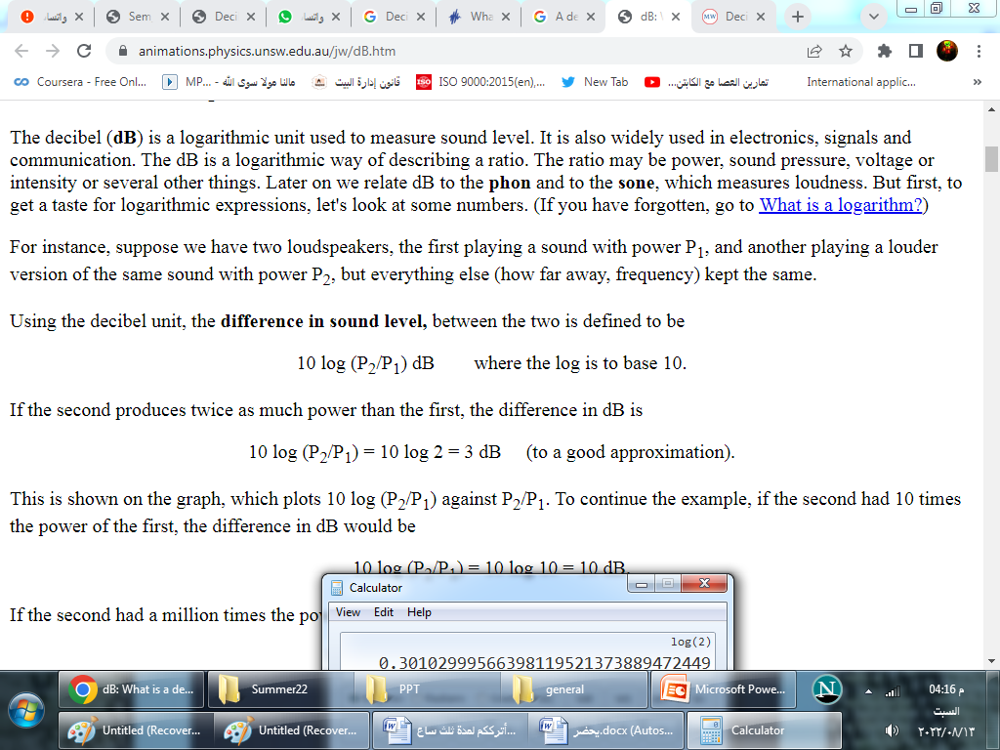 واتسا
Sem
Deci
واتسا
Deci
Wha
A de
dB: \
Deci
animations.physics.unsw.edu.au/jw/dB.htm
Coursera - Free Onl...
MP... - مالنا مولا سوى الله
قانون إدارة البيت
ISO 9000:2015(en),...
New Tab
تمارين العصا مع الكابتن...
International applic...
»
The decibel (dB) is a logarithmic unit used to measure sound level. It is also widely used in electronics, signals and
communication. The dB is a logarithmic way of describing a ratio. The ratio may be power, sound pressure, voltage or
intensity or several other things. Later on we relate dB to the phon and to the sone, which measures loudness. But first, to
get a taste for logarithmic expressions, let's look at some numbers. (If you have forgotten, go to What is a logarithm?)
For instance, suppose we have two loudspeakers, the first playing a sound with power P1, and another playing a louder
version of the same sound with power P2, but everything else (how far away, frequency) kept the same.
Using the decibel unit, the difference in sound level, between the two is defined to be
10 log (P2/P1) dB where the log is to base 10.
If the second produces twice as much power than the first, the difference in dB is
10 log (P2/P1) = 10 log 2 = 3 dB (to a good approximation).
This is shown on the graph, which plots 10 log (P2/P1) against P2/P1. To continue the example, if the second had 10 times
the power of the first, the difference in dB would be
10 log (P2/P1) = 10 log 10 = 10 dB.
If the second had a million times the po
Calculator
View Edit Help
log(2)
0.30102999566398119521373889472449
dB: What is a de...
Summer22
PPT
general
Microsoft Powe...
N
04:16 م
السبت
٢٠٢٢/٠٨/١٣
Untitled (Recover...
Untitled (Recover...
أترككم لمدة ثلث ساع...
يحضر.docx (Autos...
Calculator